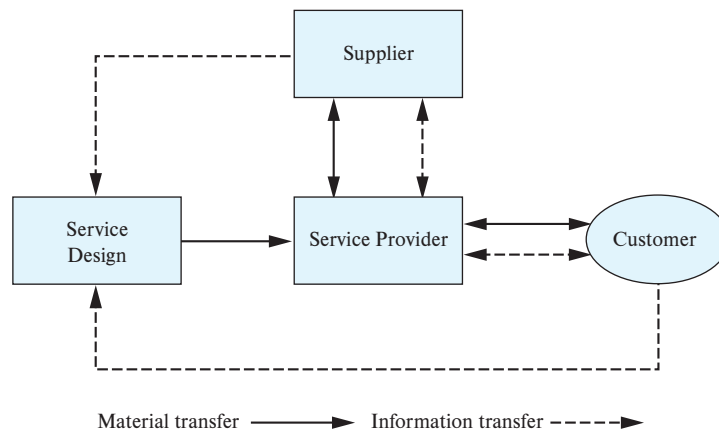 Supplier
Service
Design
Service Provider
Customer
Material transfer
Information transfer